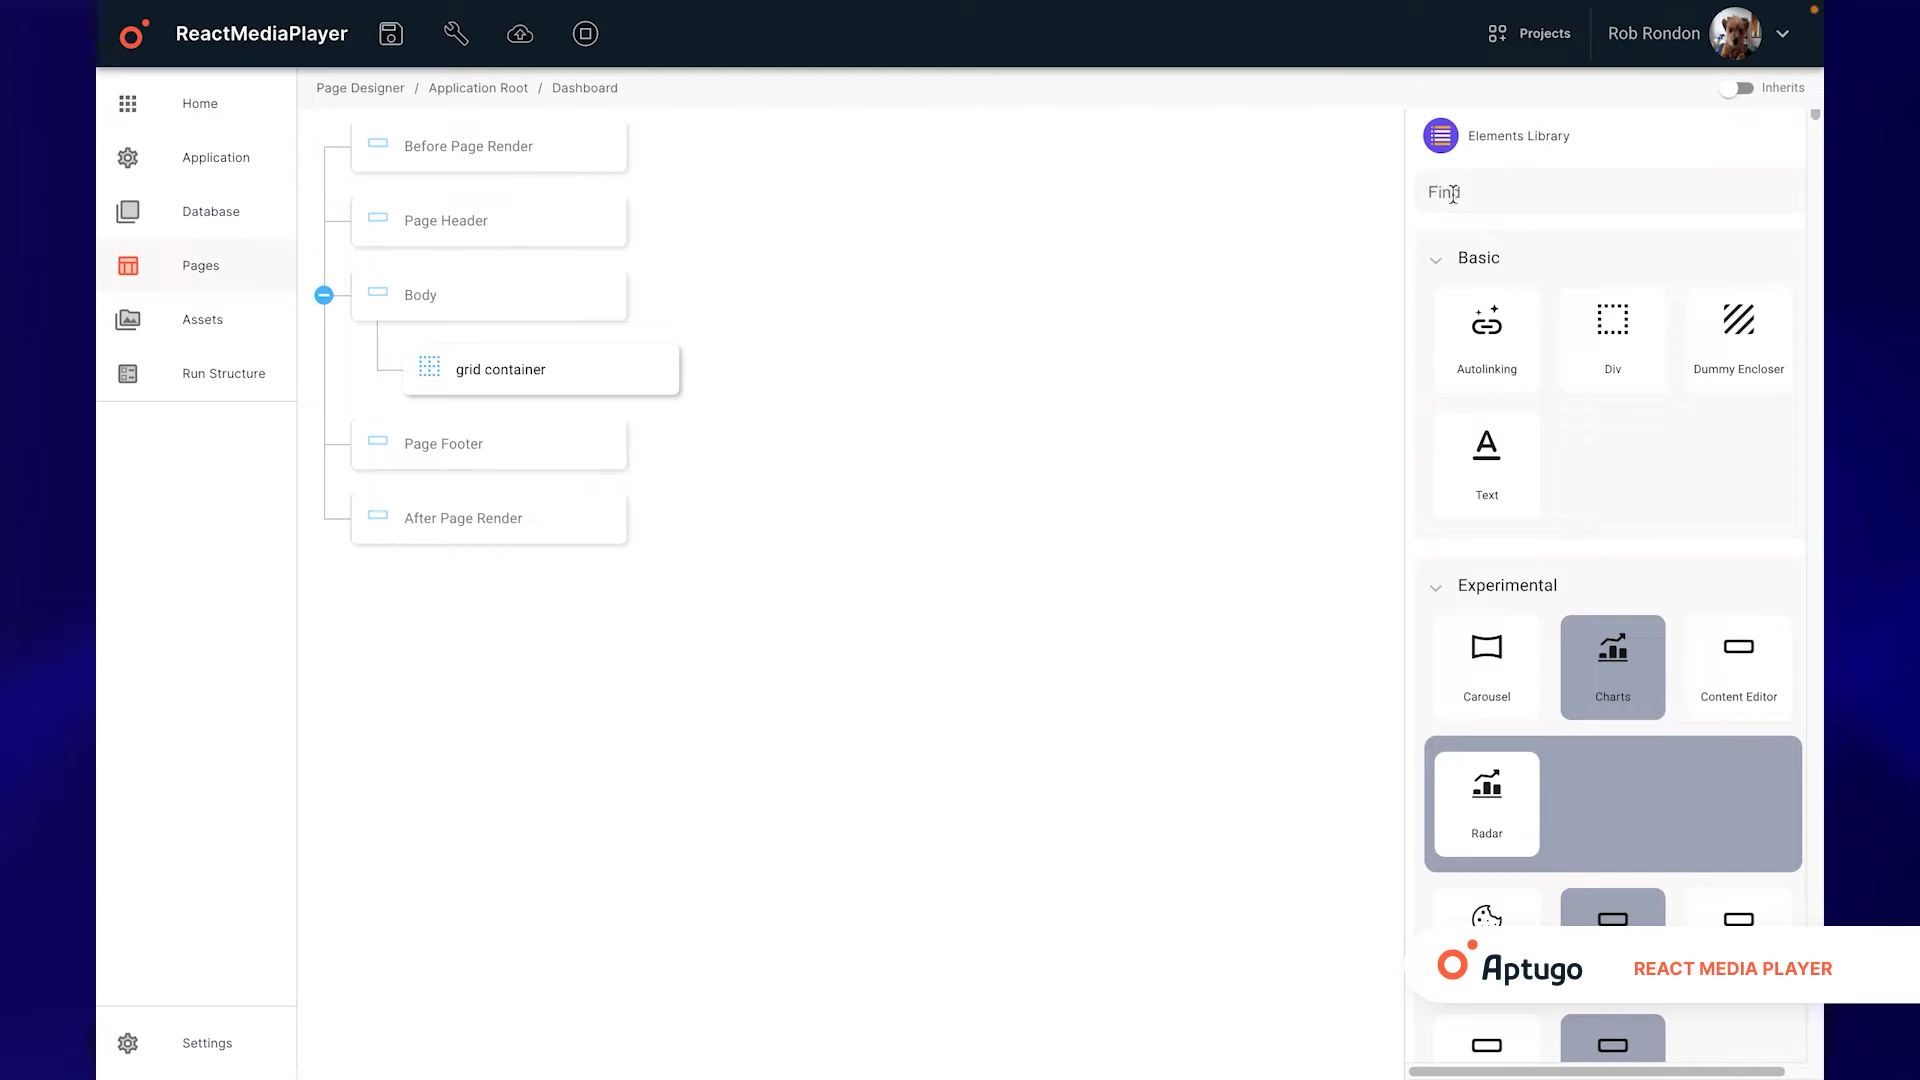 ReactMediaPlayer
Projects
Rob Rondon
Home
Application
Database
Pages
Assets
Run Structure
Settings
Page Designer / Application Root / Dashboard
Inherits
Before Page Render
Page Header
Body
grid container
Page Footer
After Page Render
Elements Library
Find
Basic
Autolinking
Div
Dummy Encloser
Text
Experimental
Carousel
Charts
Content Editor
Radar
Aptugo
REACT MEDIA PLAYER